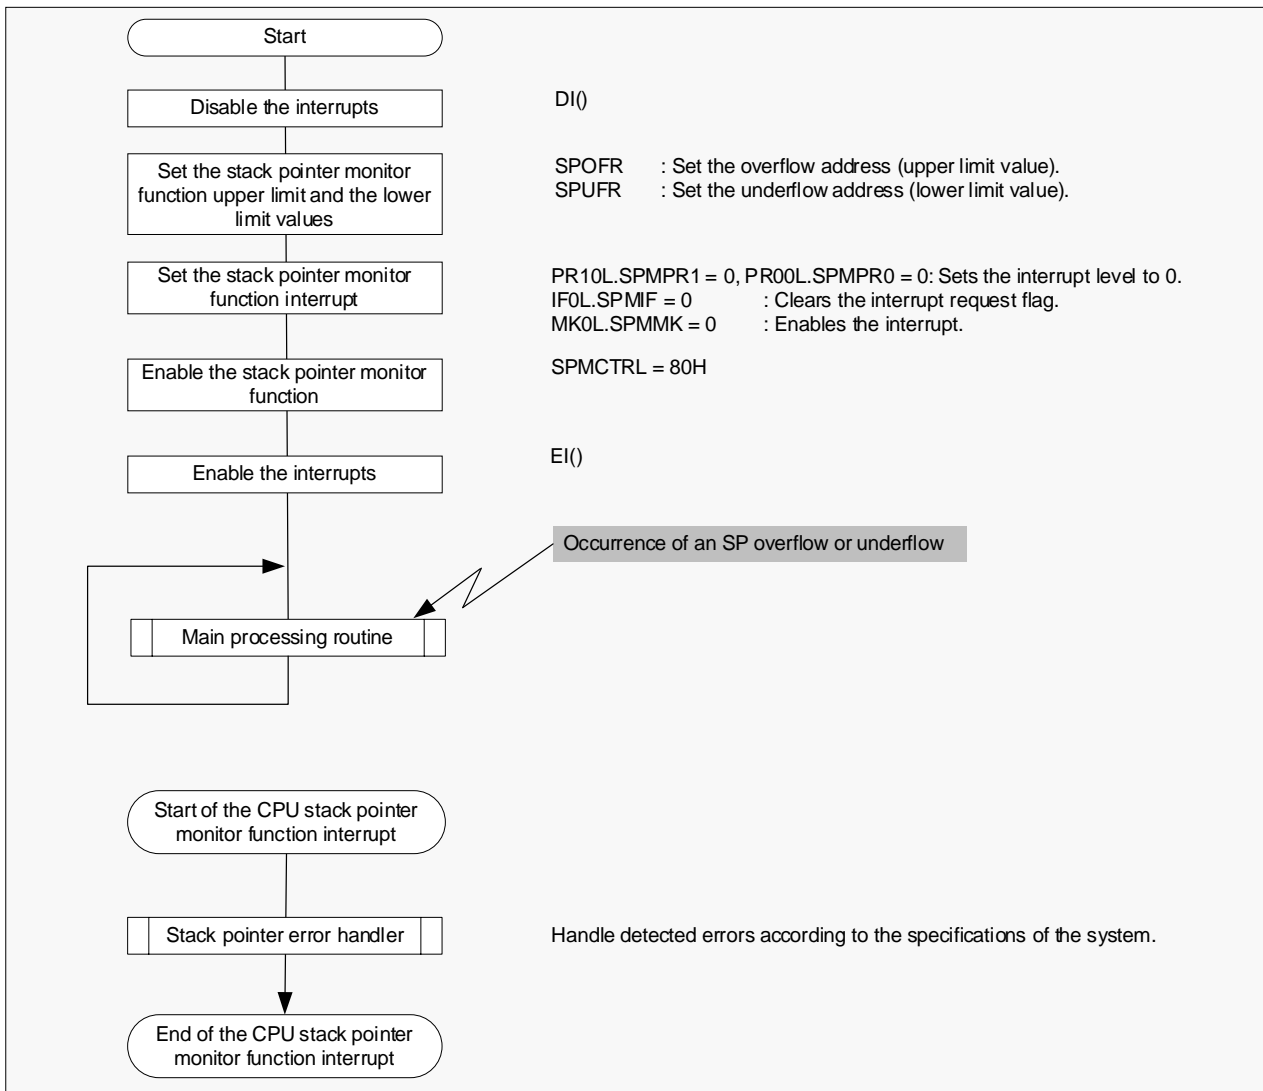 Start
Disable the interrupts
DI()
Set the stack pointer monitor
function upper limit and the lower
limit values
SPOFR : Set the overflow address (upper limit value).
SPUFR : Set the underflow address (lower limit value).
Set the stack pointer monitor
function interrupt
PR10L.SPMPR1 = 0, PR00L.SPMPR0 = 0: Sets the interrupt level to 0.
IF0L.SPMIF = 0 : Clears the interrupt request flag.
MK0L.SPMMK = 0 : Enables the interrupt.
Enable the stack pointer monitor
function
SPMCTRL = 80H
Enable the interrupts
EI()
Occurrence of an SP overflow or underflow
Main processing routine
Start of the CPU stack pointer
monitor function interrupt
Stack pointer error handler
Handle detected errors according to the specifications of the system.
End of the CPU stack pointer
monitor function interrupt